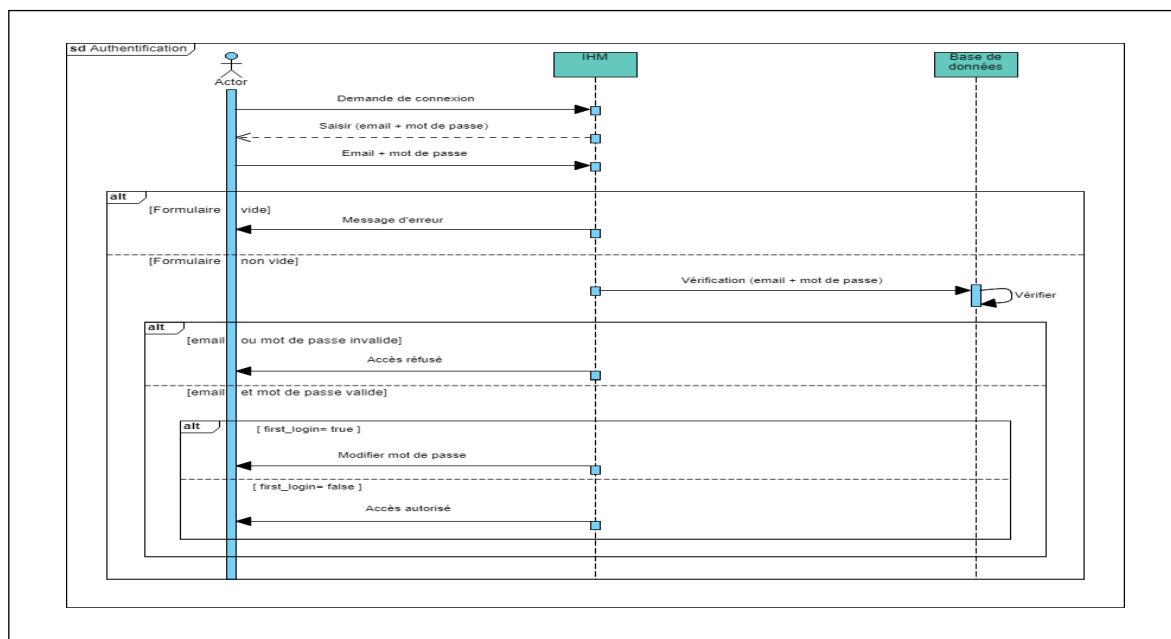 sd Authentification
Actor
IHM
Base de
données
Demande de connexion
Saisir (email + mot de passe)
Email + mot de passe
alt
[Formulaire vide]
Message d'erreur
[Formulaire non vide]
Vérification (email + mot de passe)
Vérifier
alt
[email ou mot de passe invalide]
Accès réfusé
[email et mot de passe valide]
alt
[ first_login= true ]
Modifier mot de passe
[ first_login= false ]
Accès autorisé